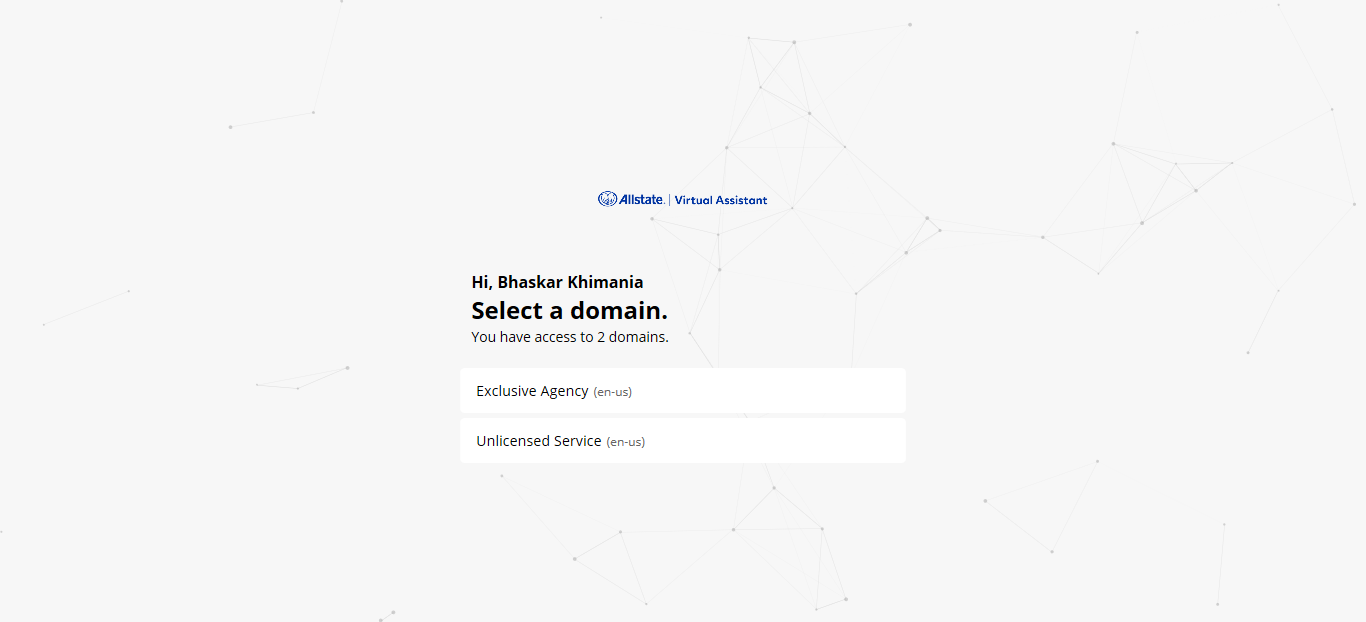 Allstate. | Virtual Assistant
Hi, Bhaskar Khimania
Select a domain.
You have access to 2 domains.
Exclusive Agency (en-us)
Unlicensed Service (en-us)